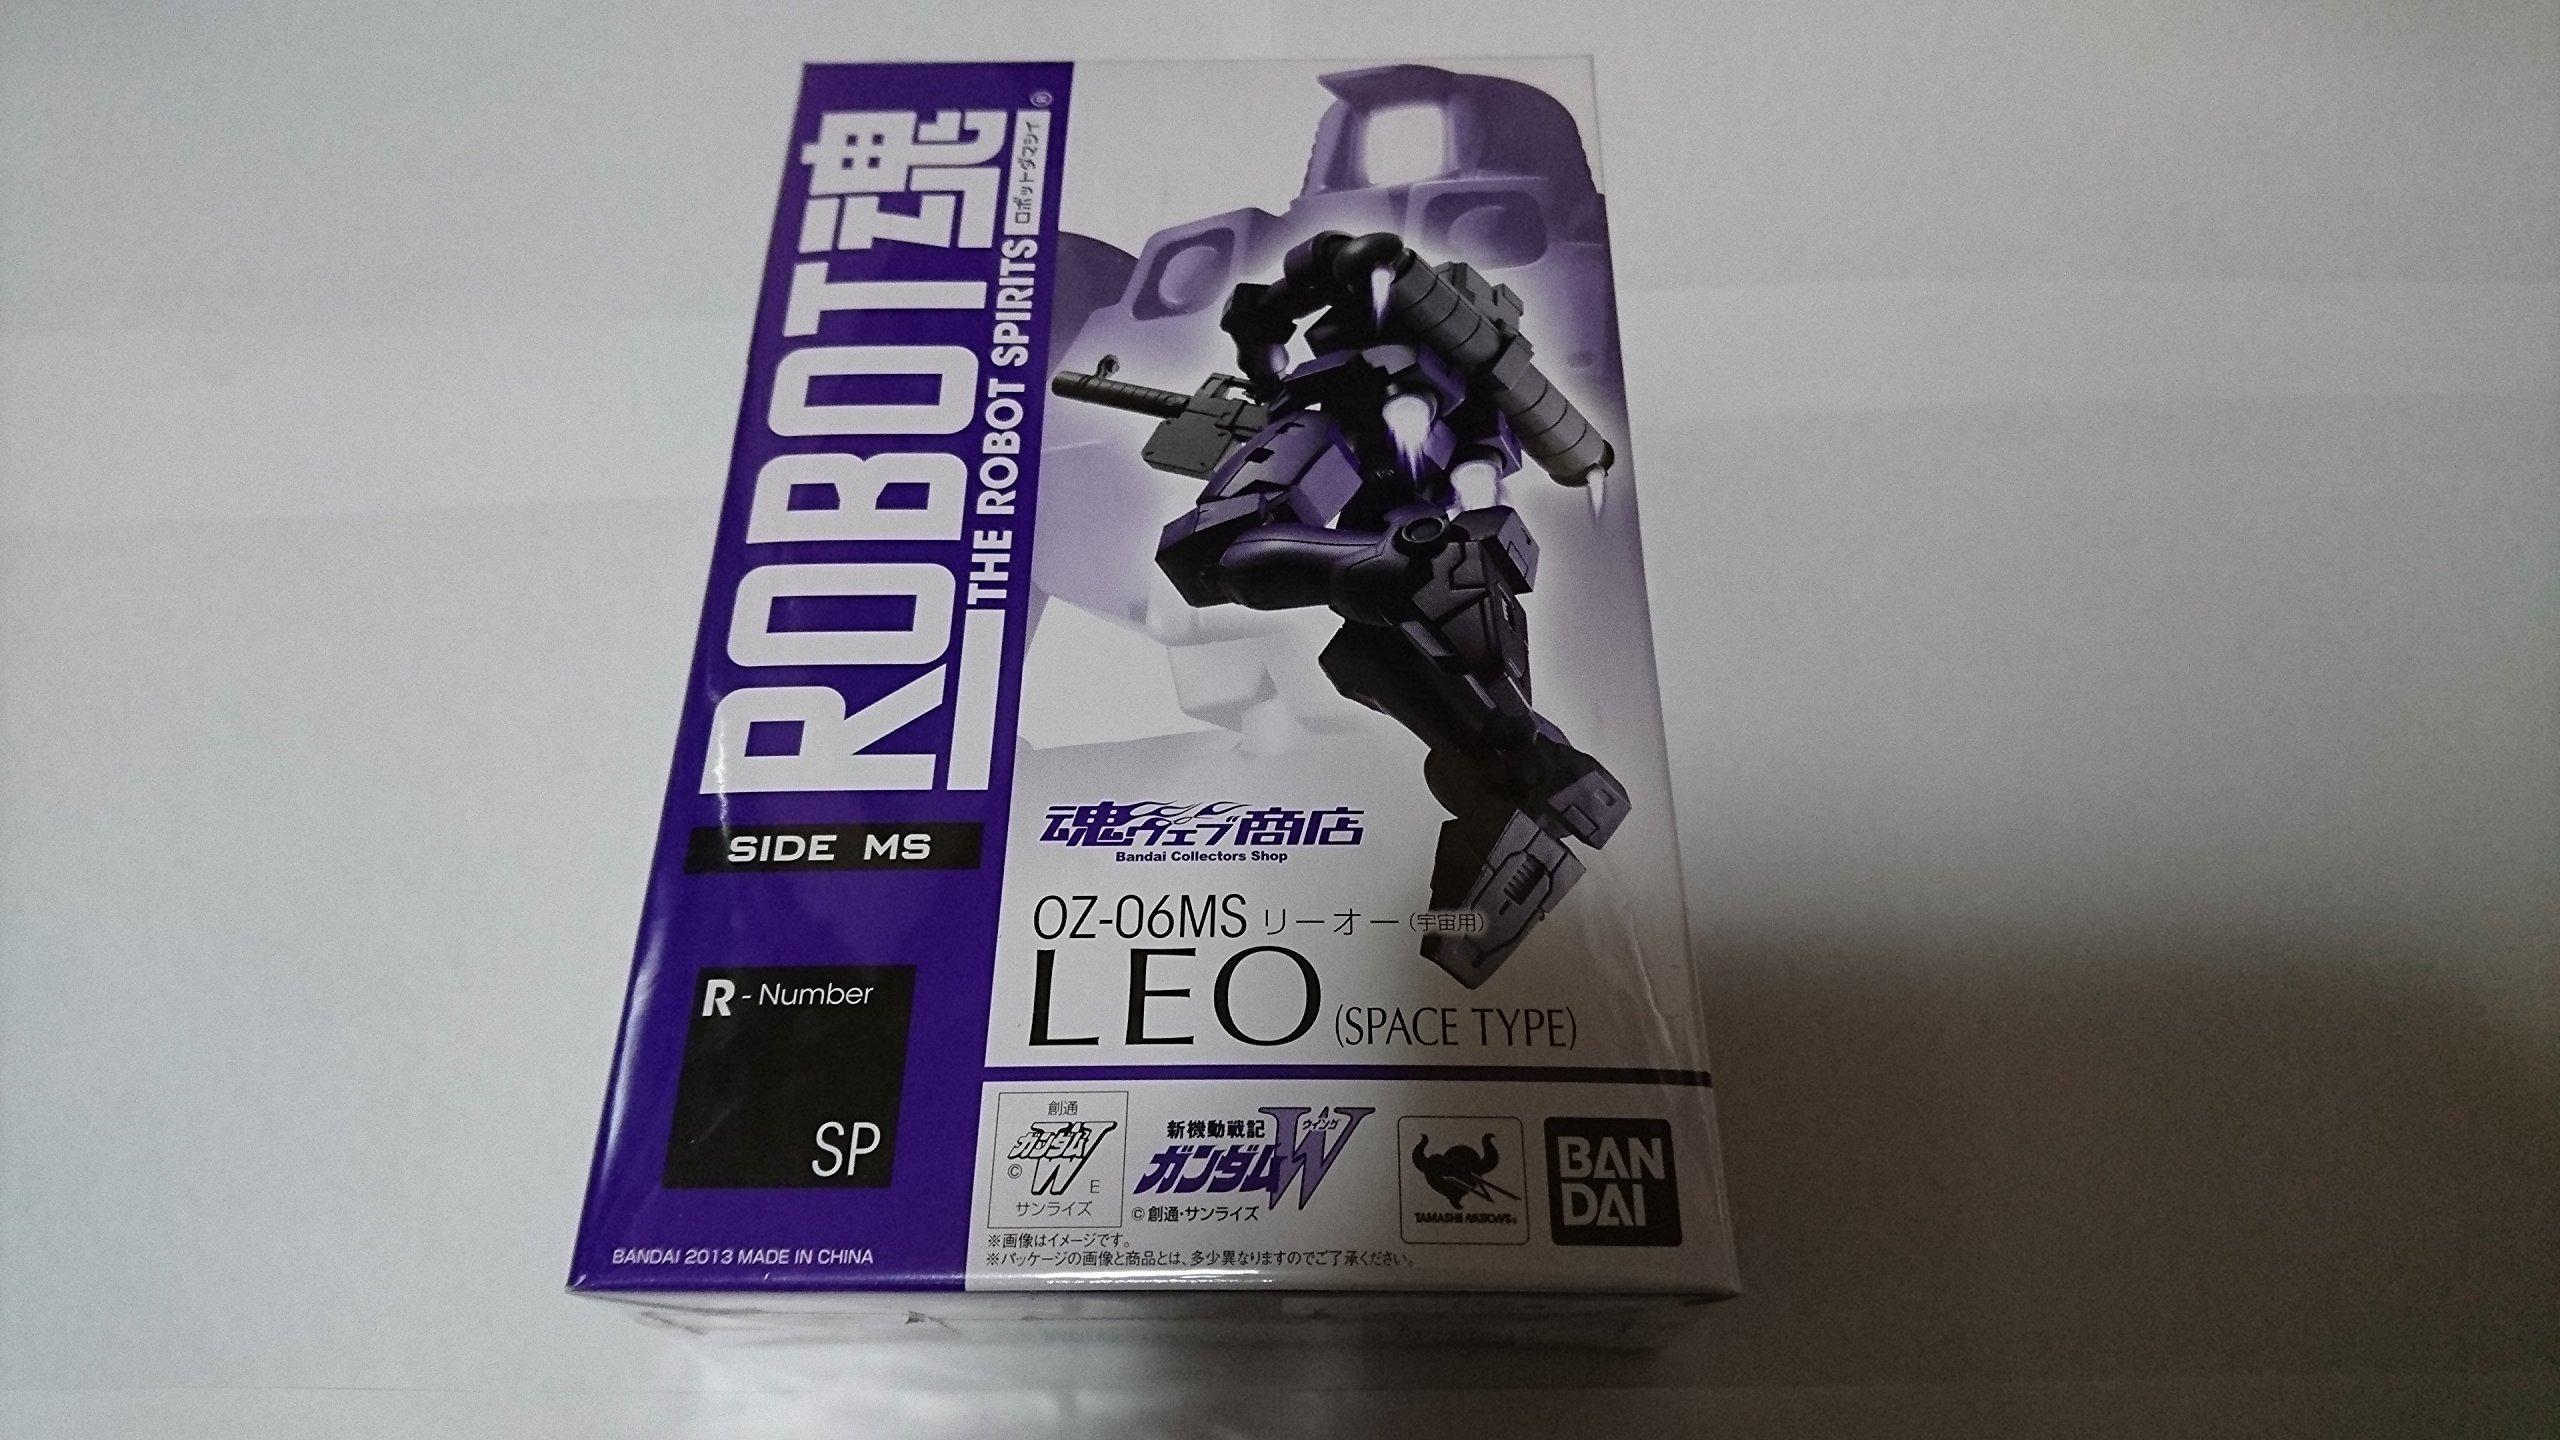 ROBOT魂®
THE ROBOT SPIRITS ロボットダマシイ
SIDE MS
R - Number
SP
BANDAI 2013 MADE IN CHINA
魂ウェブ商店
Bandai Collectors Shop
OZ-06MS リーオー(宇宙用)
LEO (SPACE TYPE)
創通
ガンダムW
© E
サンライズ
新機動戦記
ガンダムW ウイング
©創通・サンライズ
TAMASHII NATIONS®
BAN
DAI
※画像はイメージです。
※パッケージの画像と商品とは、多少異なりますのでご了承ください。